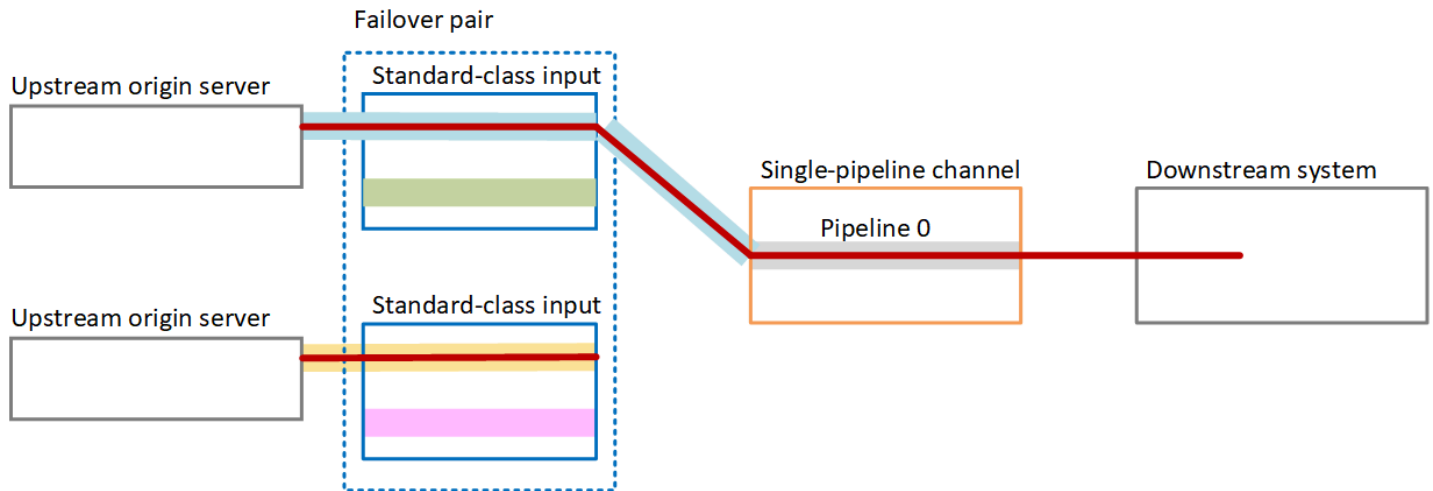 Failover pair
Upstream origin server
Standard-class input
Single-pipeline channel
Downstream system
Pipeline 0
Upstream origin server
Standard-class input